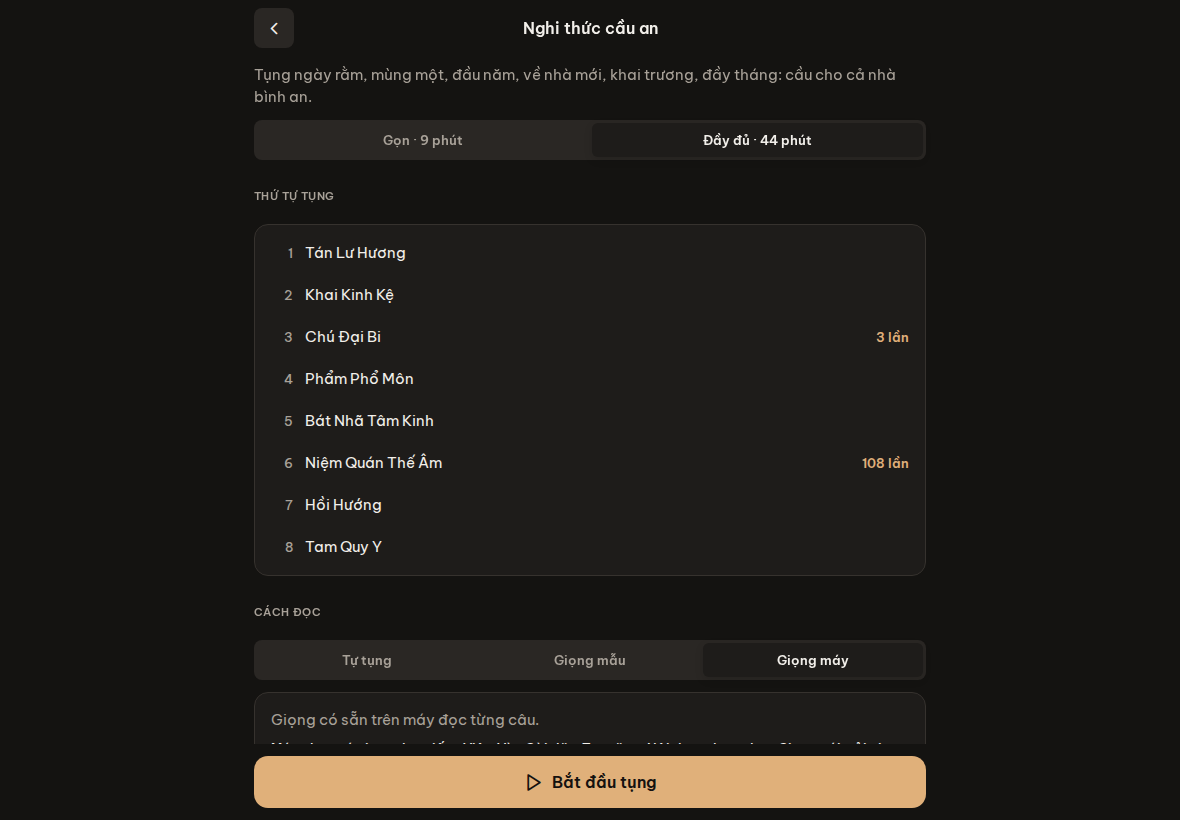 Nghi thức cầu an
Tụng ngày rằm, mùng một, đầu năm, về nhà mới, khai trương, đầy tháng: cầu cho cả nhà
bình an.
Gọn · 9 phút
Đầy đủ · 44 phút
THỨ TỰ TỤNG
1 Tán Lư Hương
2 Khai Kinh Kệ
3 Chú Đại Bi 3 lần
4 Phẩm Phổ Môn
5 Bát Nhã Tâm Kinh
6 Niệm Quán Thế Âm 108 lần
7 Hồi Hướng
8 Tam Quy Y
CÁCH ĐỌC
Tự tụng
Giọng mẫu
Giọng máy
Giọng có sẵn trên máy đọc từng câu.
Bắt đầu tụng